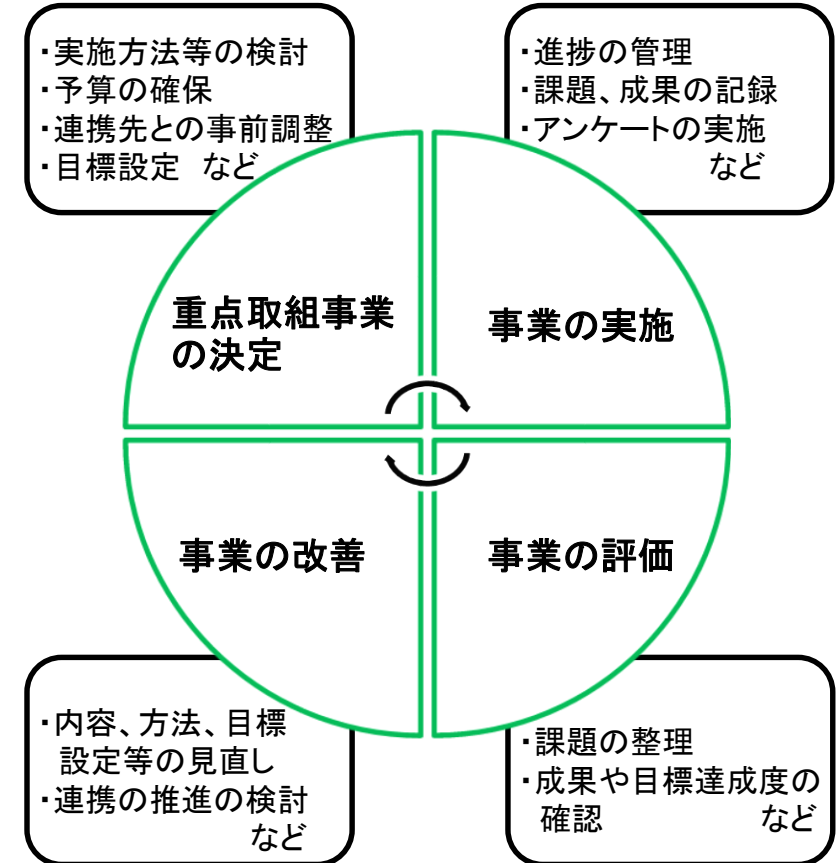 ・実施方法等の検討
・予算の確保
・連携先との事前調整
・目標設定 など
・進捗の管理
・課題、成果の記録
・アンケートの実施
など
重点取組事業
の決定
事業の実施
事業の改善
事業の評価
・内容、方法、目標
設定等の見直し
・連携の推進の検討
など
・課題の整理
・成果や目標達成度の
確認 など